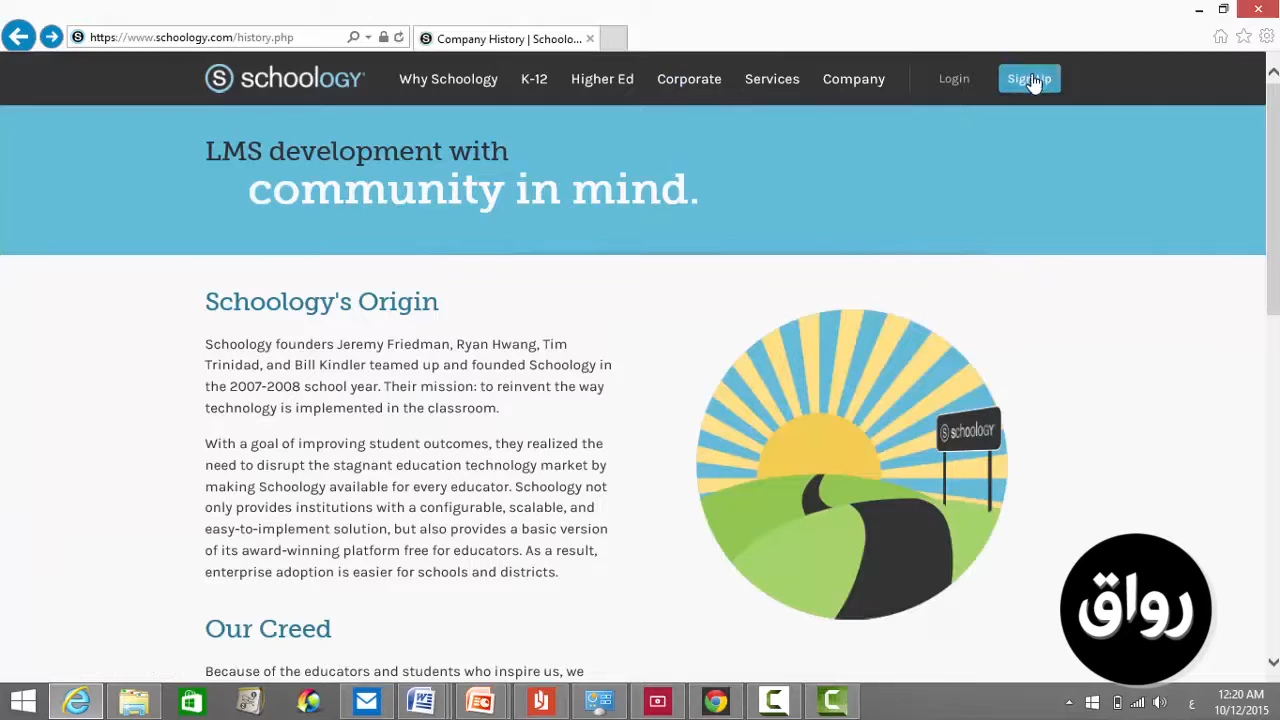 https://www.schoology.com/history.php
Company History | Schoolo...
schoology
Why Schoology
K-12
Higher Ed
Corporate
Services
Company
Login
Sign Up
LMS development with
community in mind.
Schoology's Origin
Schoology founders Jeremy Friedman, Ryan Hwang, Tim
Trinidad, and Bill Kindler teamed up and founded Schoology in
the 2007-2008 school year. Their mission: to reinvent the way
technology is implemented in the classroom.
With a goal of improving student outcomes, they realized the
need to disrupt the stagnant education technology market by
making Schoology available for every educator. Schoology not
only provides institutions with a configurable, scalable, and
easy-to-implement solution, but also provides a basic version
of its award-winning platform free for educators. As a result,
enterprise adoption is easier for schools and districts.
schoology
Our Creed
Because of the educators and students who inspire us, we
رواق
ع
12:20 AM
10/12/2015